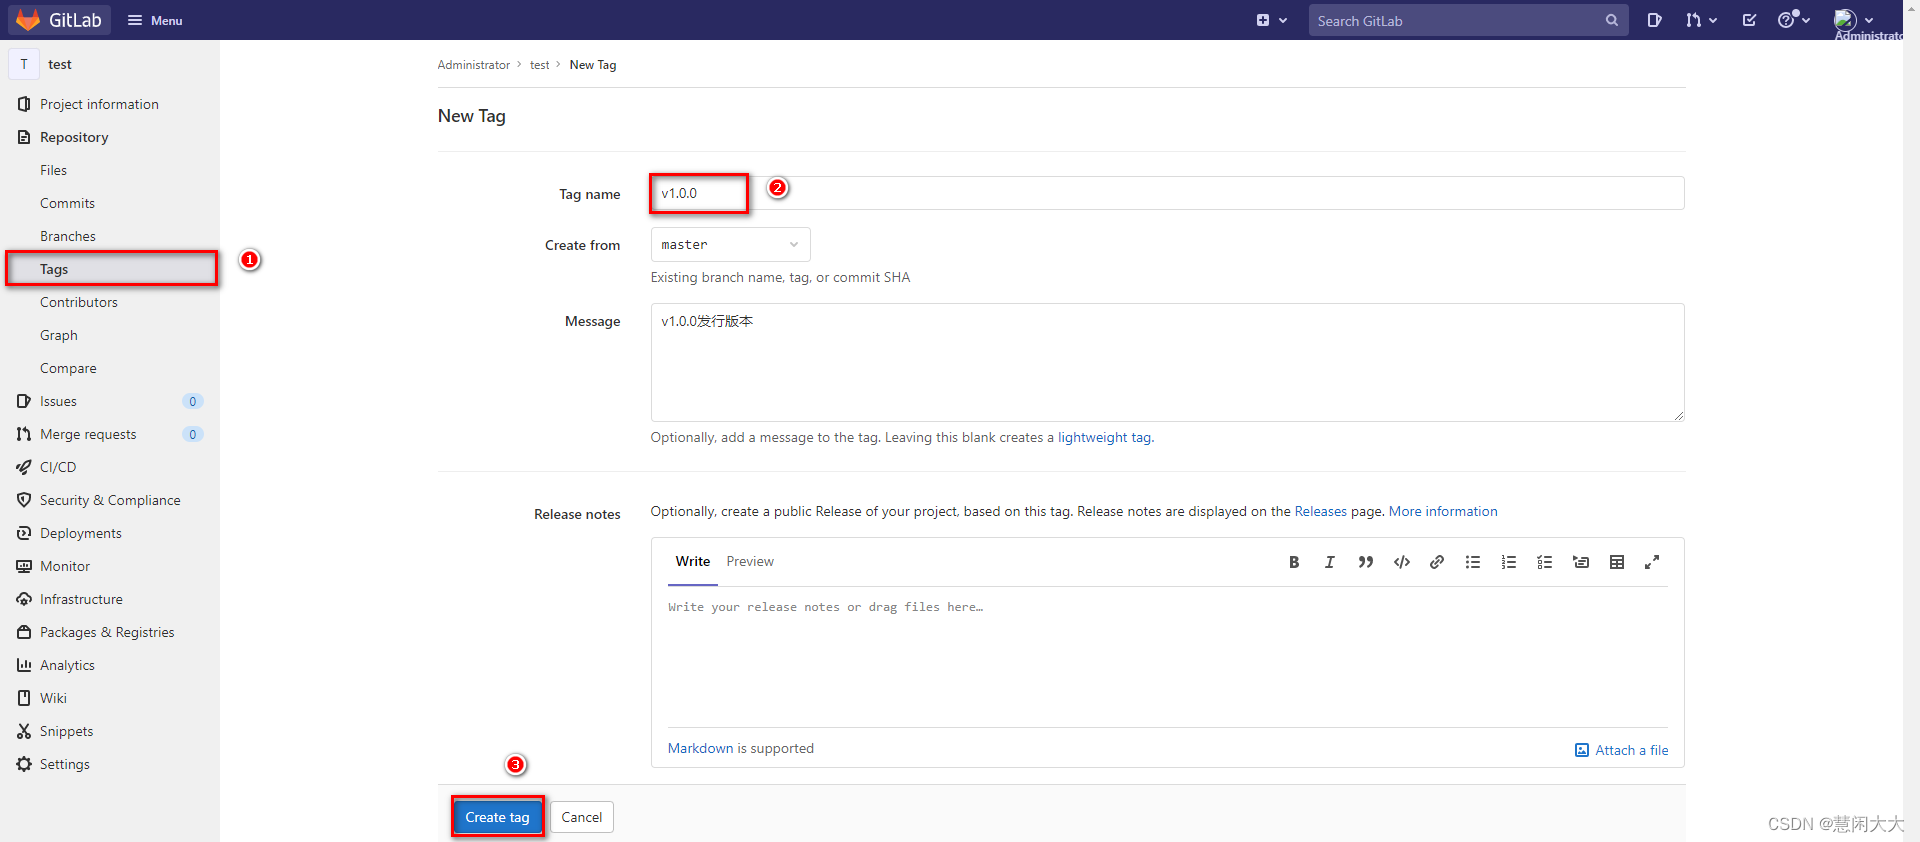 GitLab
Menu
Search GitLab
Administrato
T test
Project information
Repository
Files
Commits
Branches
Tags
1
Contributors
Graph
Compare
Issues 0
Merge requests 0
CI/CD
Security & Compliance
Deployments
Monitor
Infrastructure
Packages & Registries
Analytics
Wiki
Snippets
Settings
Administrator > test > New Tag
New Tag
Tag name v1.0.0 2
Create from master
Existing branch name, tag, or commit SHA
Message v1.0.0发行版本
Optionally, add a message to the tag. Leaving this blank creates a lightweight tag.
Release notes Optionally, create a public Release of your project, based on this tag. Release notes are displayed on the Releases page. More information
Write Preview
Write your release notes or drag files here…
Markdown is supported
Attach a file
3
Create tag Cancel
CSDN @慧闲大大